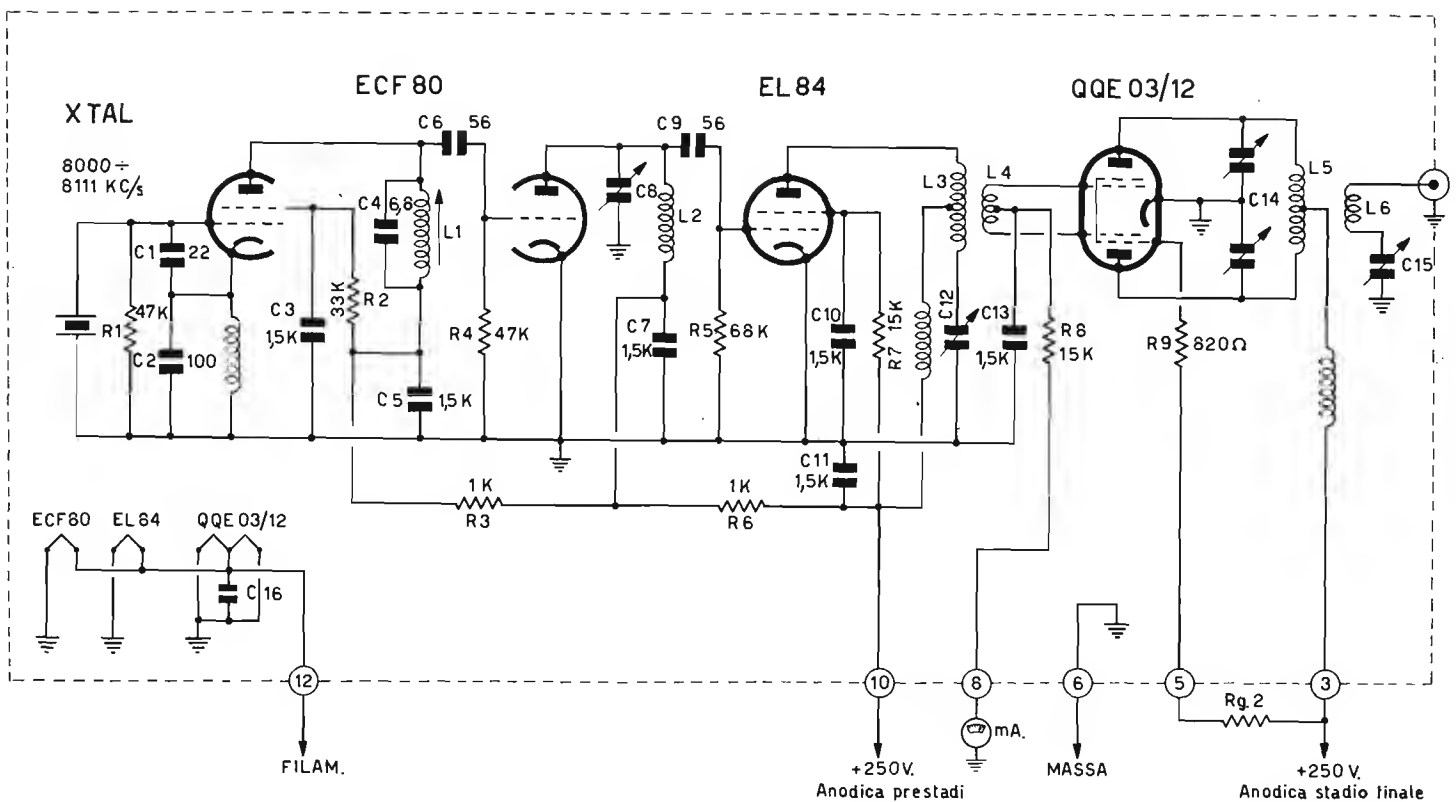 ECF80
EL84
QQE 03/12
XTAL
8000 ÷
8111 KC/s
C6 56
C9 56
C1 22
47K
R1
C2 100
C3
1,5K
33K
R2
C4 6,8
L1
C5 1,5K
R4 47K
C8
L2
C7
1,5K
R5 68K
C10
1,5K
R7 15K
L3
L4
C12
C13
1,5K
R8
15K
C14
L5
L6
C15
R9 820Ω
C11
1,5K
1K
R3
1K
R6
ECF80 EL84 QQE 03/12
C16
12
10
8
6
5
3
Rg.2
mA.
FILAM.
+250V.
Anodica prestadi
MASSA
+250V.
Anodica stadio finale